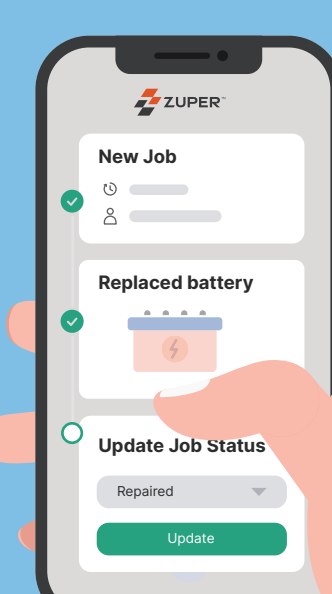 ZUPER™
New Job
Replaced battery
Update Job Status
Repaired
Update